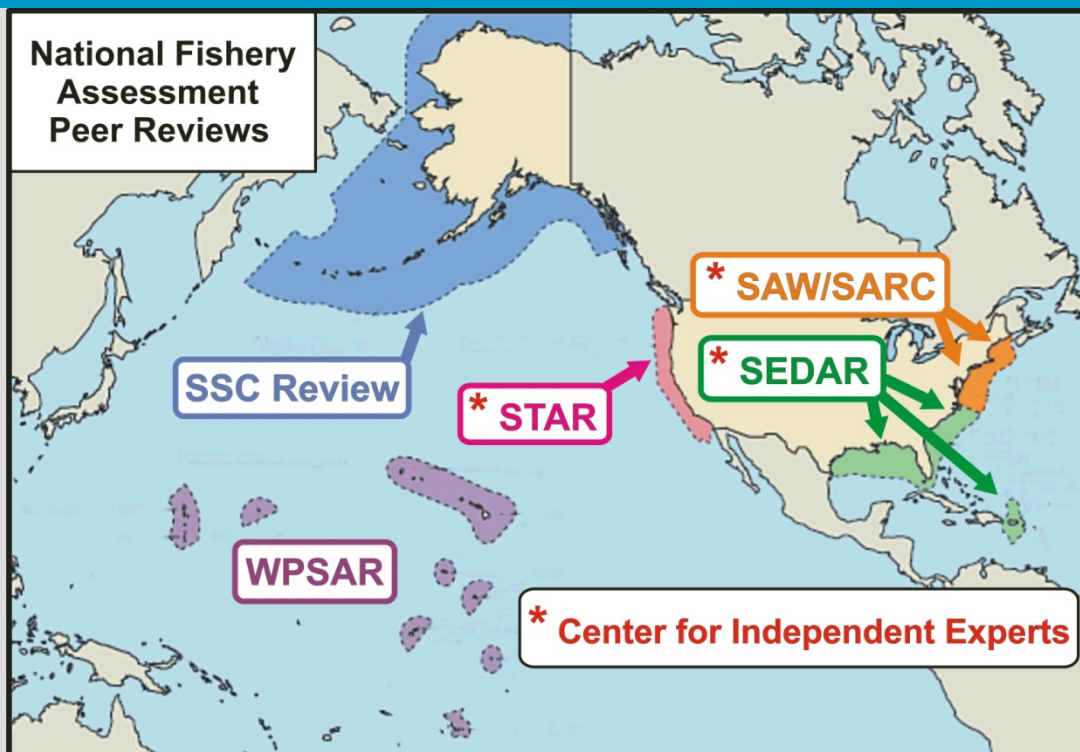 National Fishery
Assessment
Peer Reviews
* SAW/SARC
* SEDAR
SSC Review
* STAR
WPSAR
* Center for Independent Experts